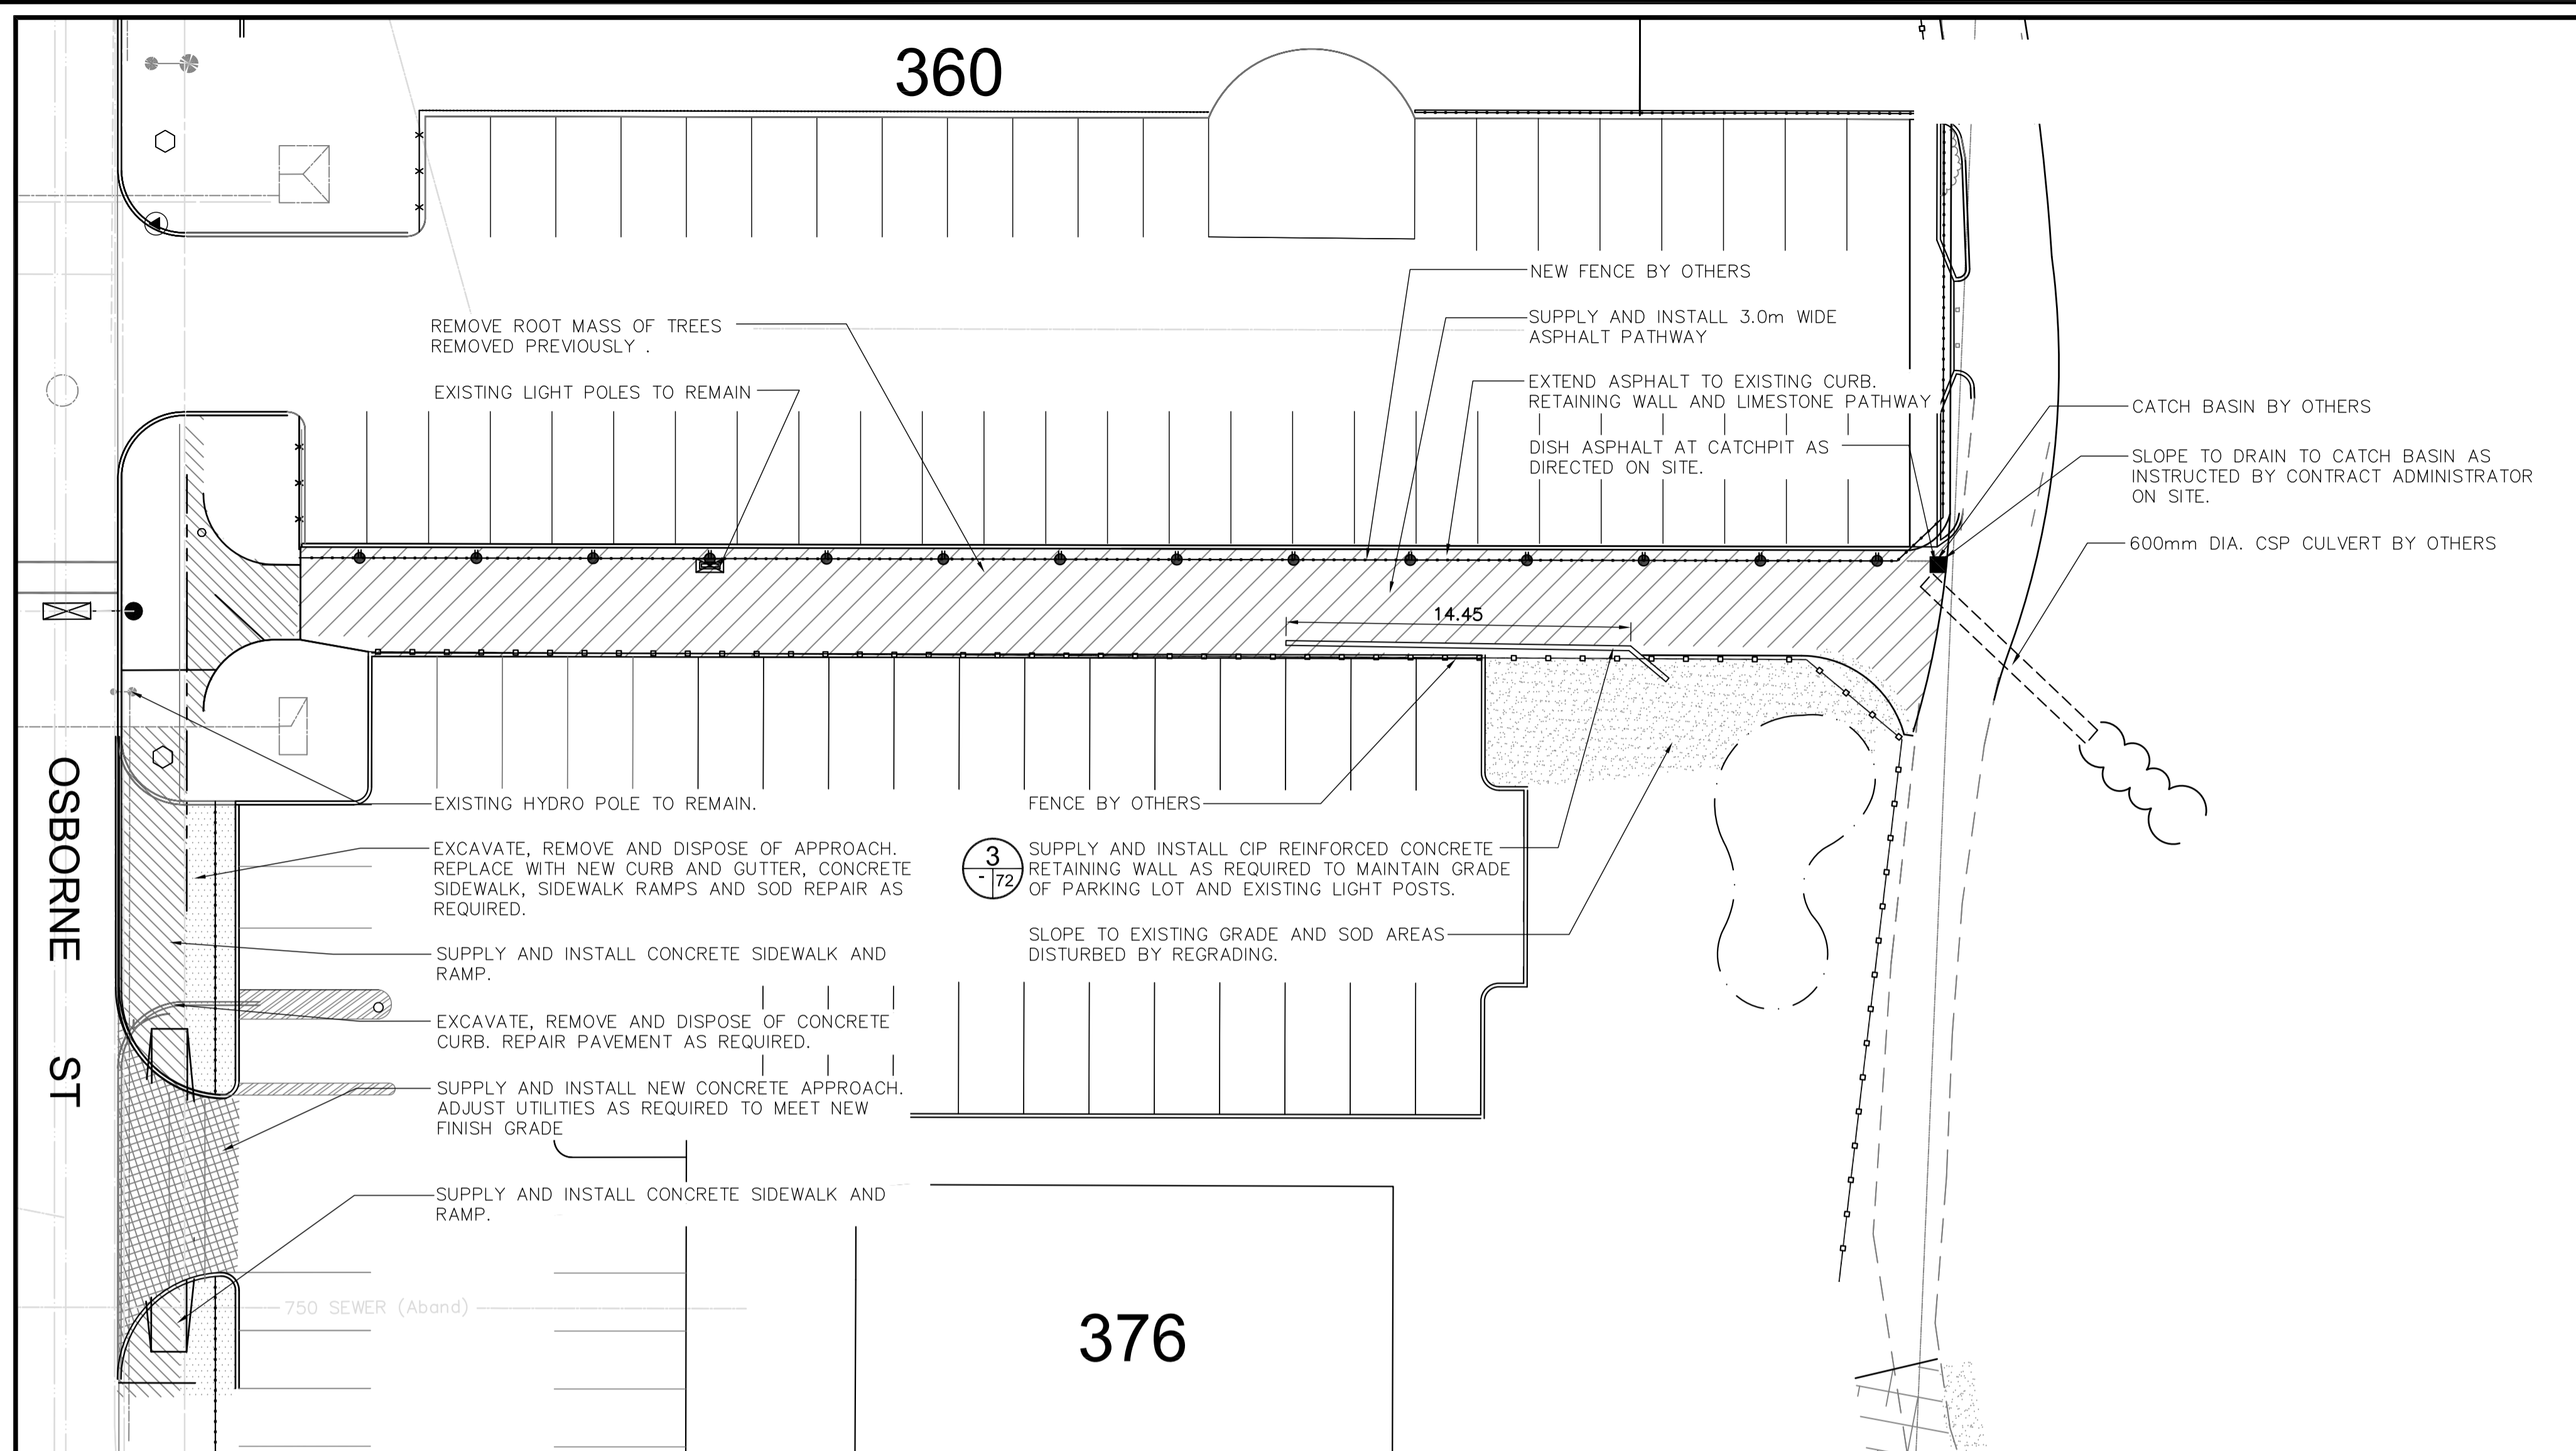 360
NEW FENCE BY OTHERS
SUPPLY AND INSTALL 3.0m WIDE
ASPHALT PATHWAY
REMOVE ROOT MASS OF TREES
REMOVED PREVIOUSLY .
EXISTING LIGHT POLES TO REMAIN
EXTEND ASPHALT TO EXISTING CURB.
RETAINING WALL AND LIMESTONE PATHWAY
DISH ASPHALT AT CATCHPIT AS
DIRECTED ON SITE.
CATCH BASIN BY OTHERS
SLOPE TO DRAIN TO CATCH BASIN AS
INSTRUCTED BY CONTRACT ADMINISTRATOR
ON SITE.
600mm DIA. CSP CULVERT BY OTHERS
14.45
OSBORNE ST
EXISTING HYDRO POLE TO REMAIN.
EXCAVATE, REMOVE AND DISPOSE OF APPROACH.
REPLACE WITH NEW CURB AND GUTTER, CONCRETE
SIDEWALK, SIDEWALK RAMPS AND SOD REPAIR AS
REQUIRED.
SUPPLY AND INSTALL CONCRETE SIDEWALK AND
RAMP.
EXCAVATE, REMOVE AND DISPOSE OF CONCRETE
CURB. REPAIR PAVEMENT AS REQUIRED.
SUPPLY AND INSTALL NEW CONCRETE APPROACH.
ADJUST UTILITIES AS REQUIRED TO MEET NEW
FINISH GRADE
SUPPLY AND INSTALL CONCRETE SIDEWALK AND
RAMP.
FENCE BY OTHERS
3
- 72
SUPPLY AND INSTALL CIP REINFORCED CONCRETE
RETAINING WALL AS REQUIRED TO MAINTAIN GRADE
OF PARKING LOT AND EXISTING LIGHT POSTS.
SLOPE TO EXISTING GRADE AND SOD AREAS
DISTURBED BY REGRADING.
750 SEWER (Aband)
376